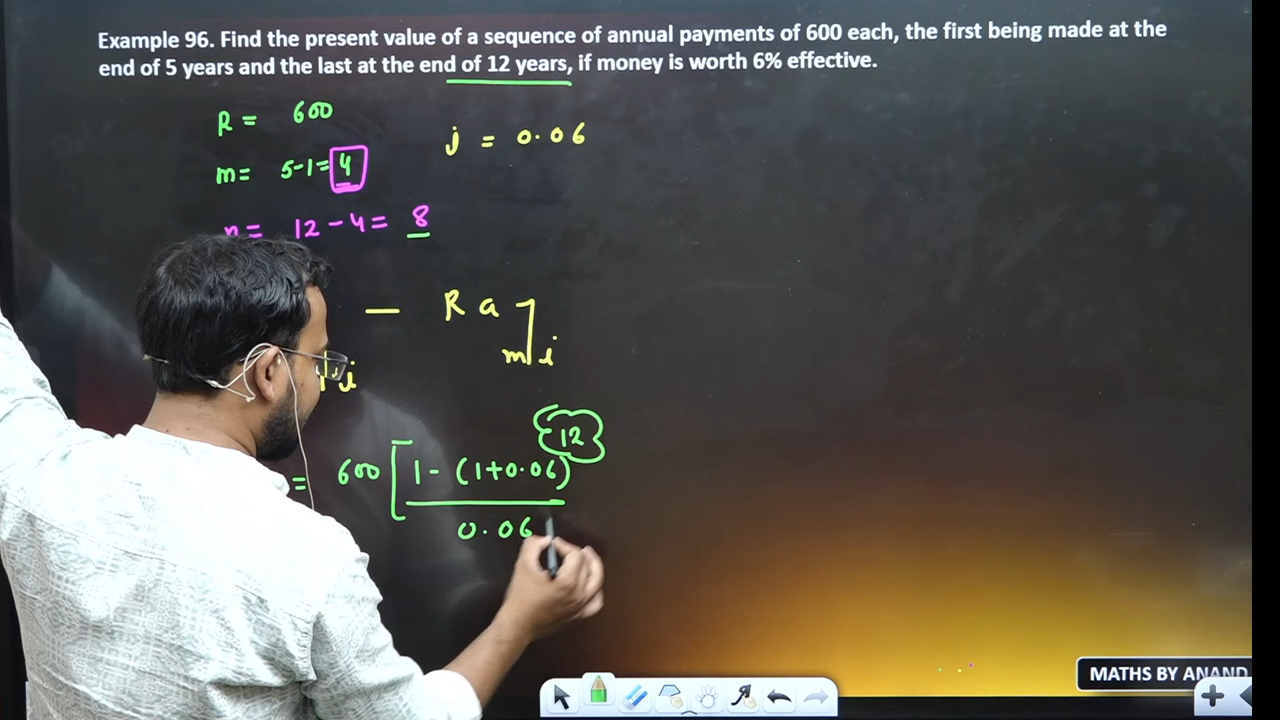 Example 96. Find the present value of a sequence of annual payments of 600 each, the first being made at the
end of 5 years and the last at the end of 12 years, if money is worth 6% effective.
R = 600
j = 0.06
m = 5-1 = 4
n = 12 - 4 = 8
— R a
m i
i
= 600 [ 1 - (1+0.06)12
0.06
MATHS BY ANAND